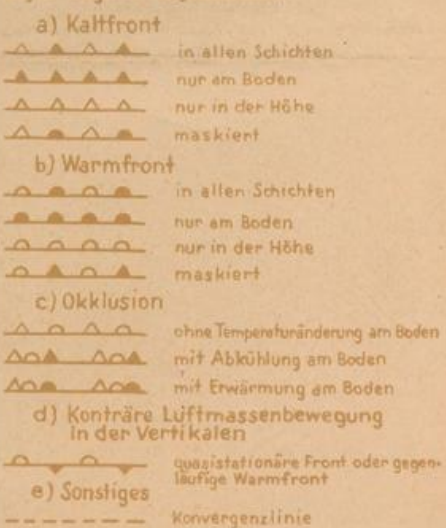 a) Kaltfront
in allen Schichten
nur am Boden
nur in der Höhe
maskiert
b) Warmfront
in allen Schichten
nur am Boden
nur in der Höhe
maskiert
c) Okklusion
ohne Temperaturänderung am Boden
mit Abkühlung am Boden
mit Erwärmung am Boden
d) Konträre Luftmassenbewegung
in der Vertikalen
quasistationäre Front oder gegen-
läufige Warmfront
e) Sonstiges
Konvergenzlinie